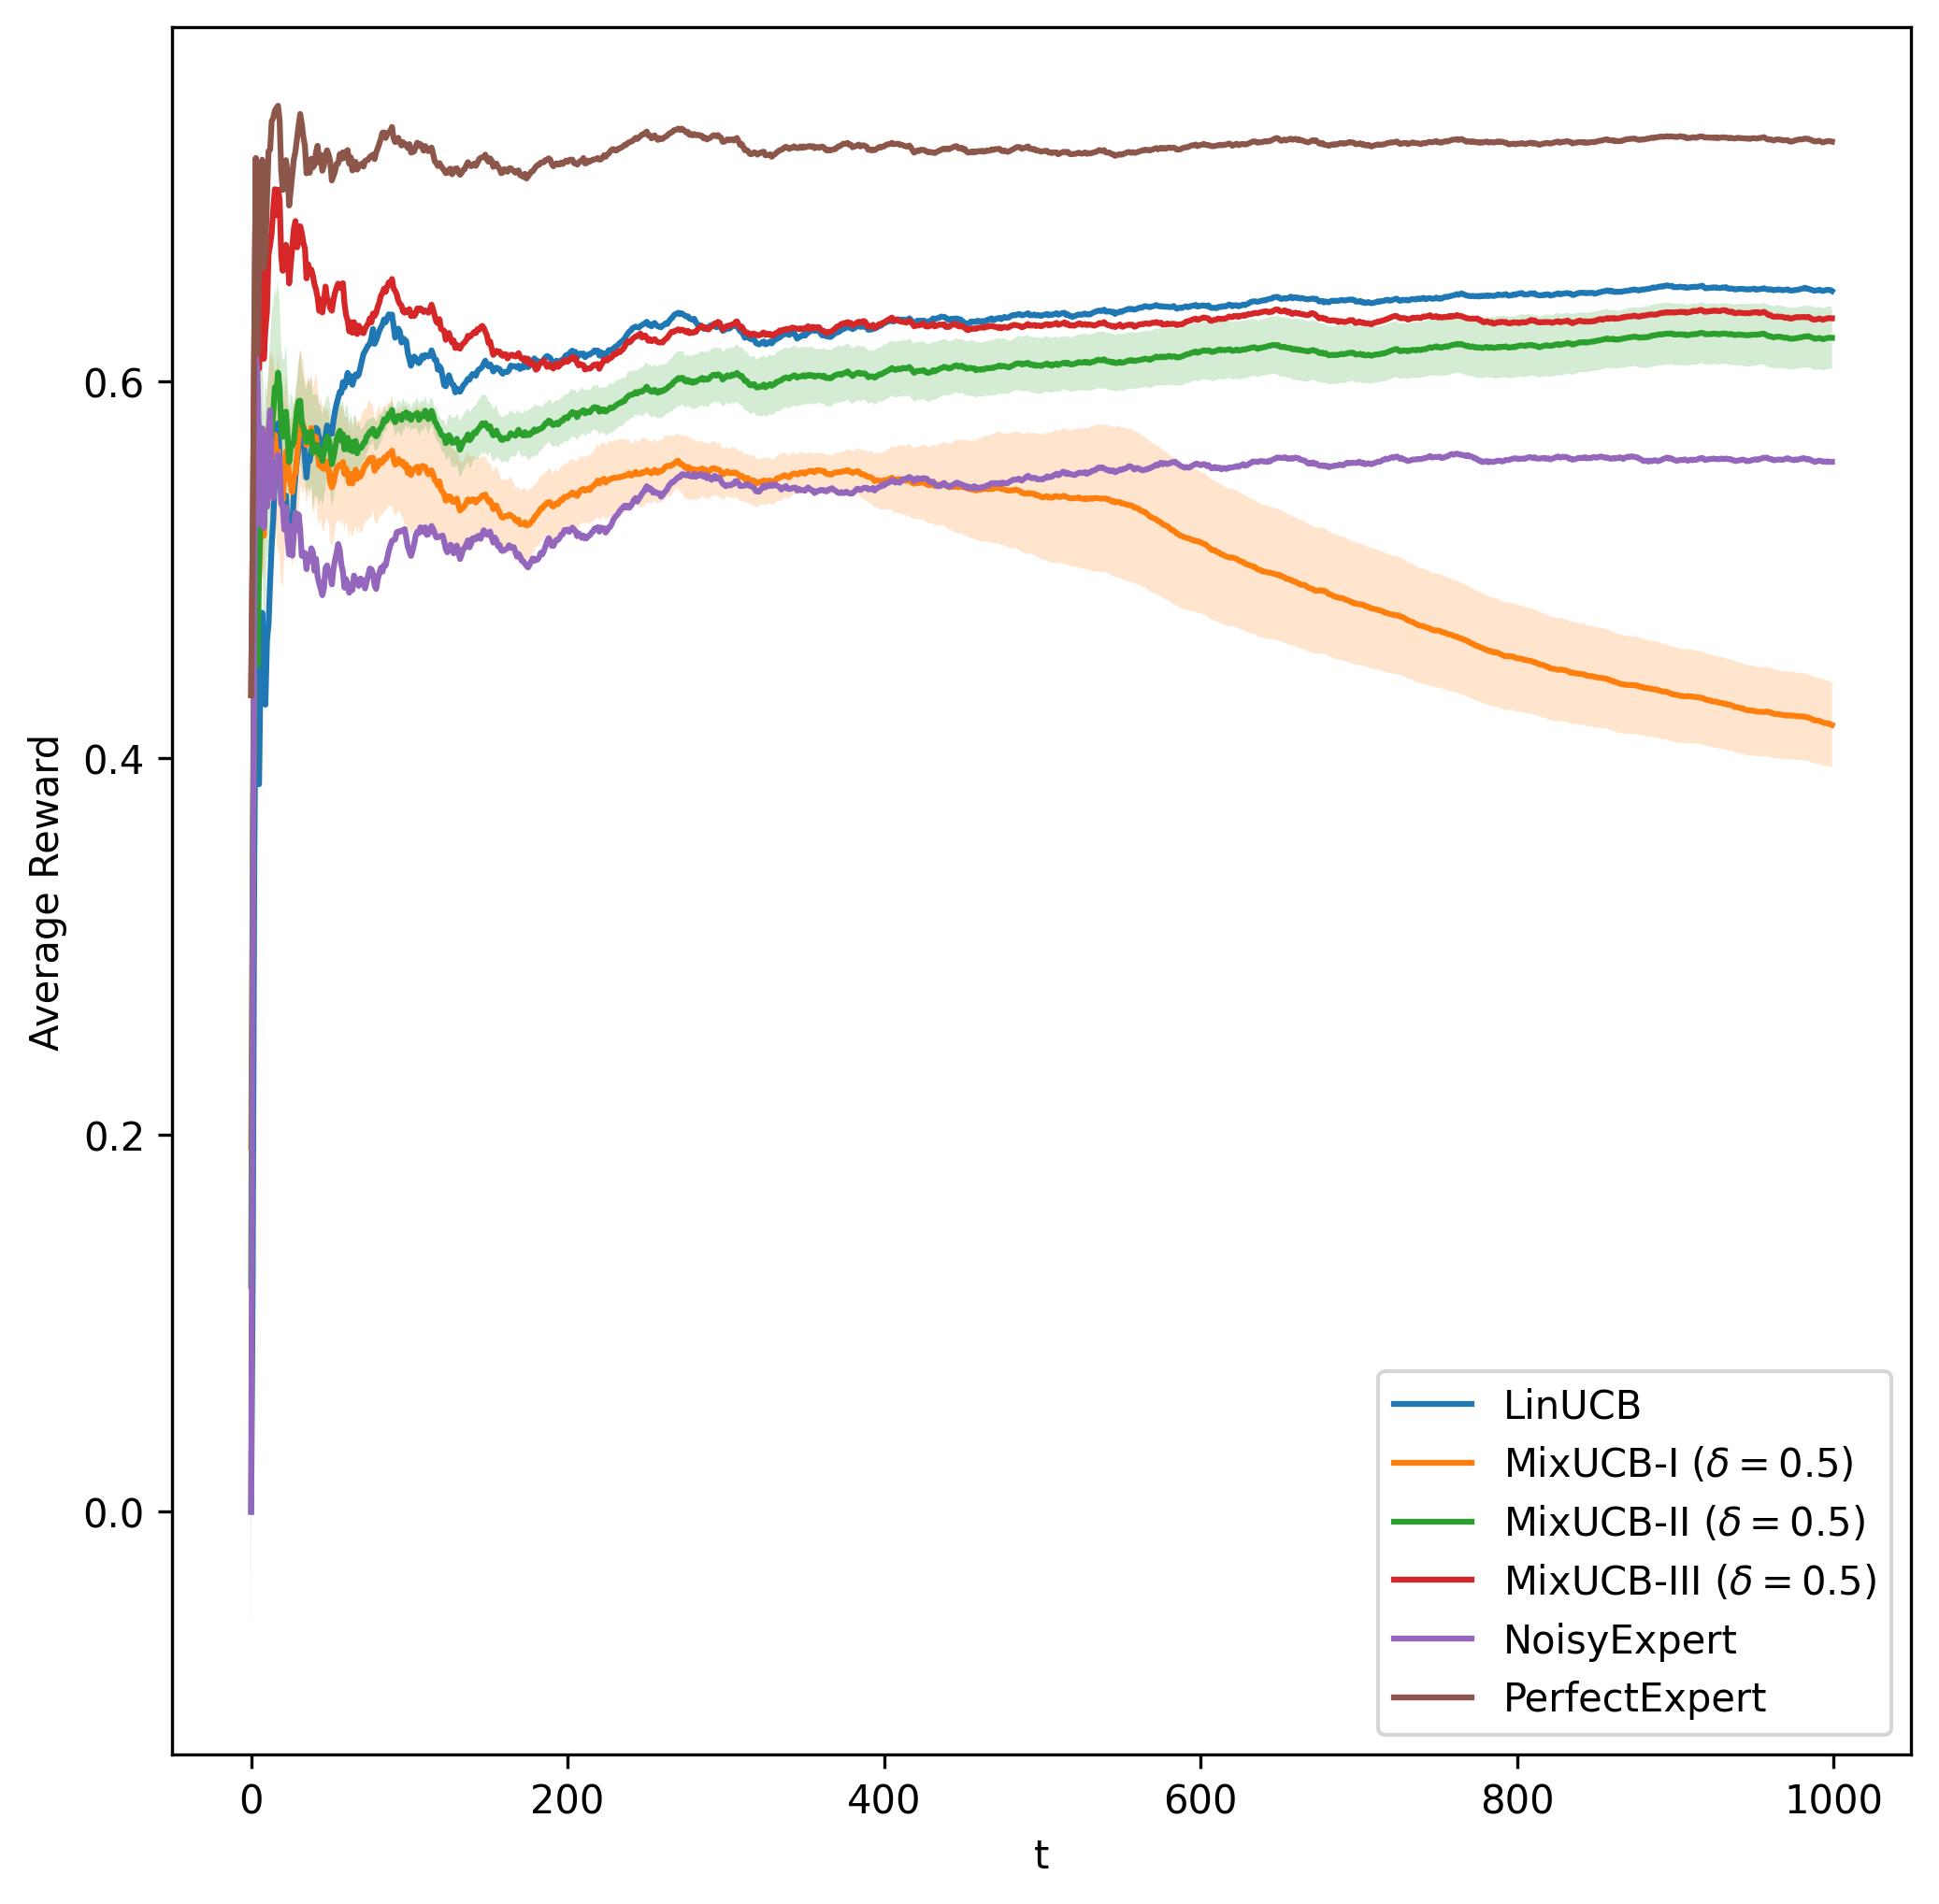 Average Reward
0.6
0.4
0.2
0.0
LinUCB
MixUCB-I (δ = 0.5)
MixUCB-II (δ = 0.5)
MixUCB-III (δ = 0.5)
NoisyExpert
PerfectExpert
0 200 400 600 800 1000
t